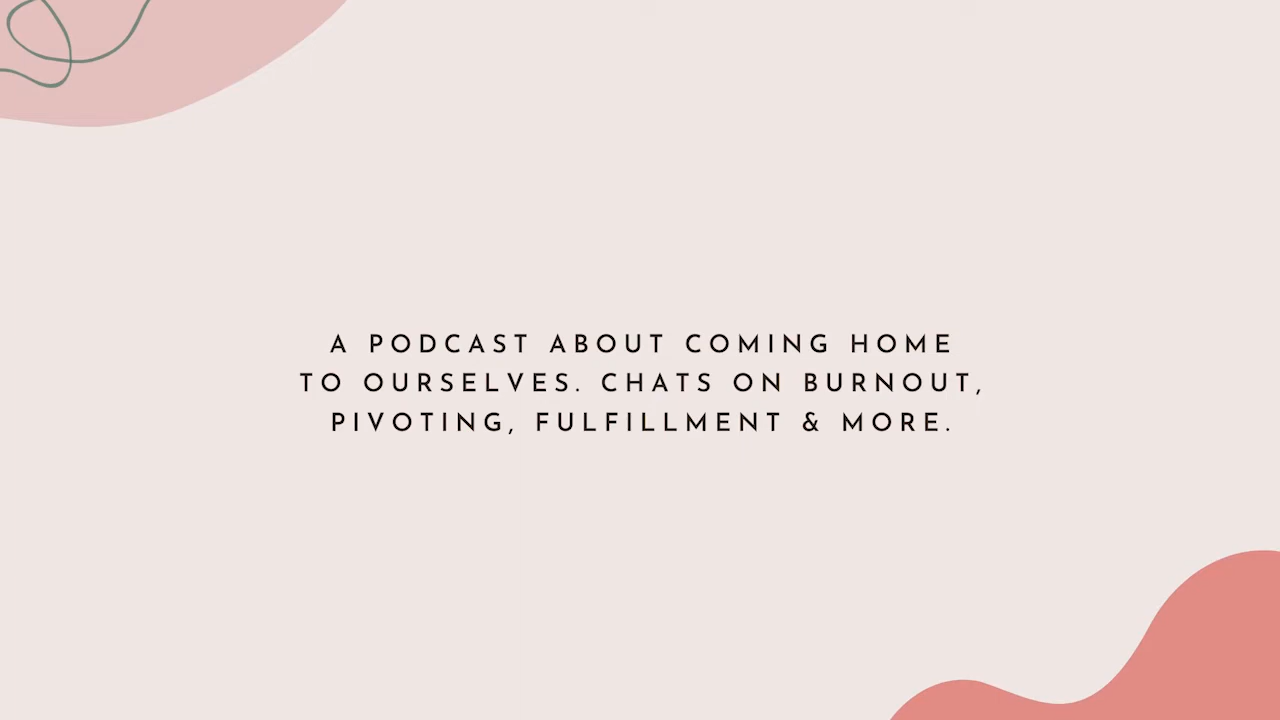 A PODCAST ABOUT COMING HOME
TO OURSELVES. CHATS ON BURNOUT,
PIVOTING, FULFILLMENT & MORE.